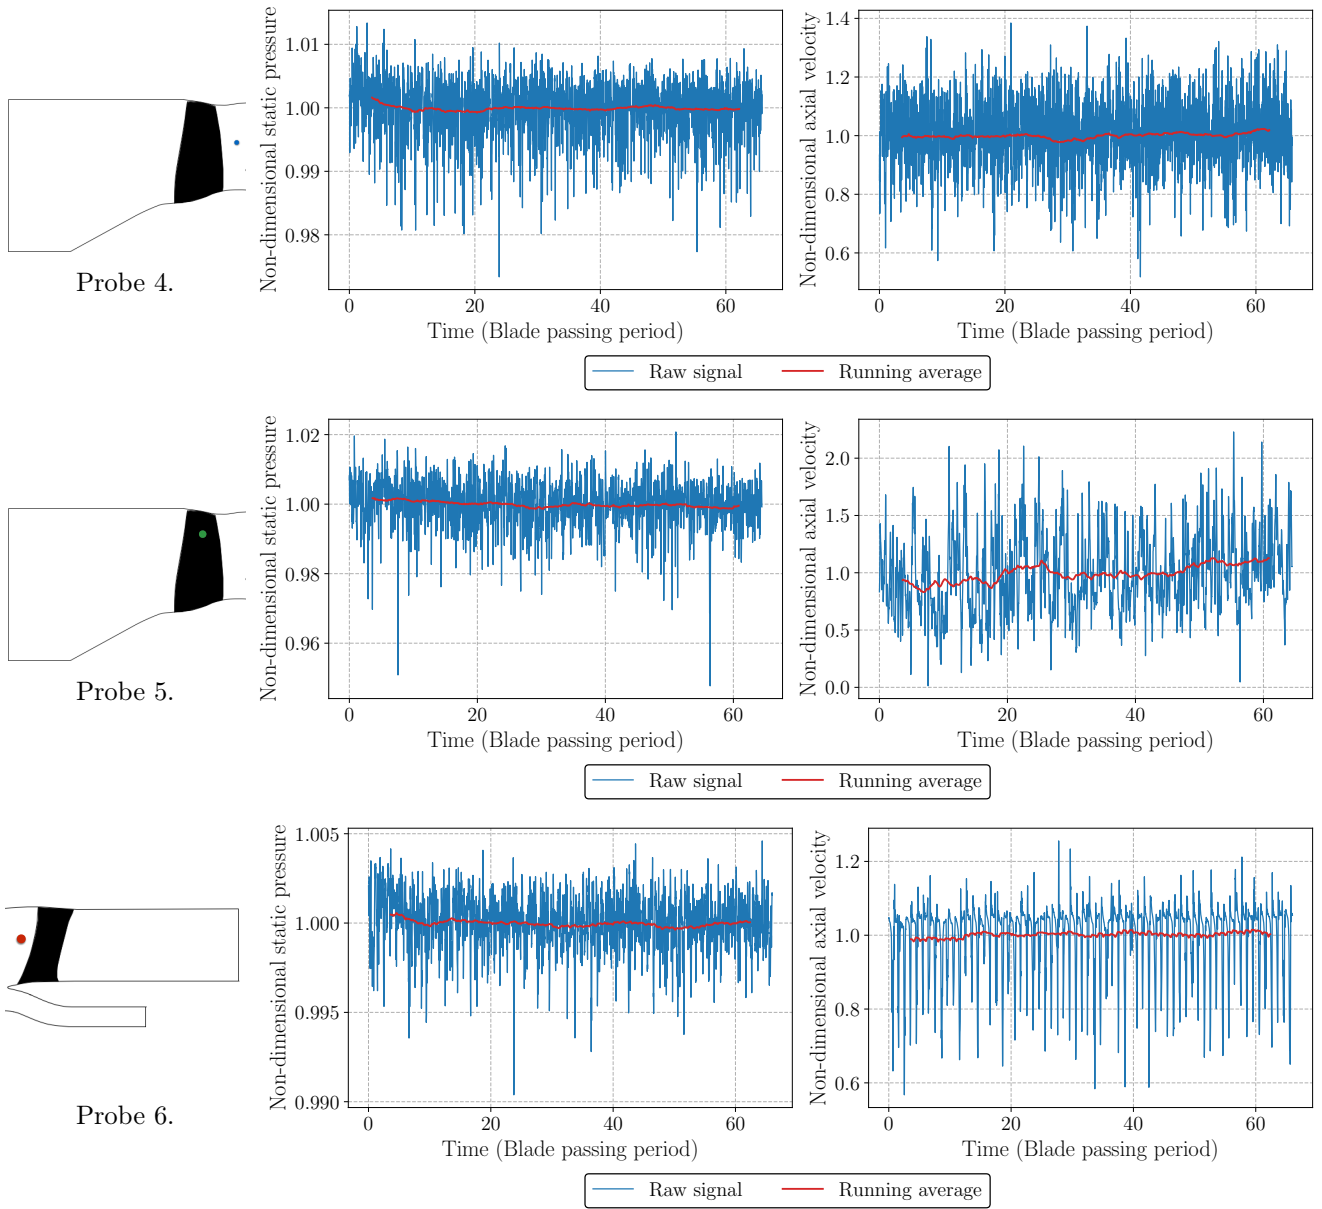 Probe 4.
Non-dimensional static pressure
1.01
1.00
0.99
0.98
0 20 40 60
Time (Blade passing period)
Non-dimensional axial velocity
1.4
1.2
1.0
0.8
0.6
0 20 40 60
Time (Blade passing period)
Raw signal Running average
Probe 5.
Non-dimensional static pressure
1.02
1.00
0.98
0.96
0 20 40 60
Time (Blade passing period)
Non-dimensional axial velocity
2.0
1.5
1.0
0.5
0.0
0 20 40 60
Time (Blade passing period)
Raw signal Running average
Probe 6.
Non-dimensional static pressure
1.005
1.000
0.995
0.990
0 20 40 60
Time (Blade passing period)
Non-dimensional axial velocity
1.2
1.0
0.8
0.6
0 20 40 60
Time (Blade passing period)
Raw signal Running average